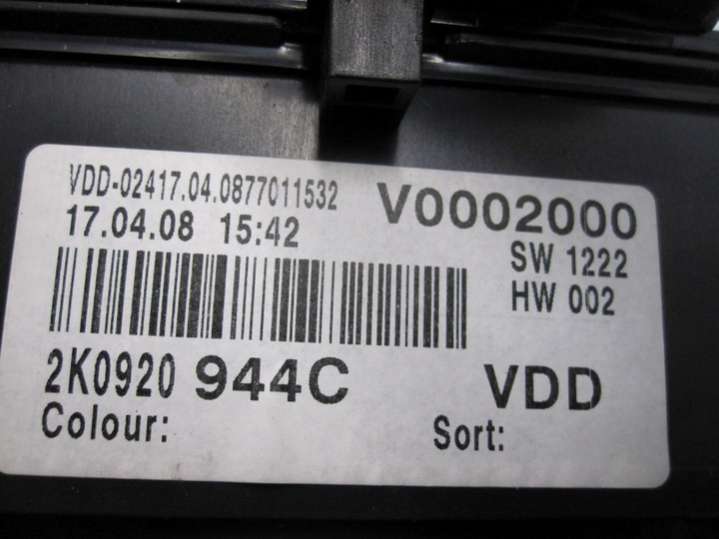 VDD-02417.04.0877011532
V0002000
17.04.08 15:42
SW 1222
HW 002
2K0920 944C
VDD
Colour:
Sort: